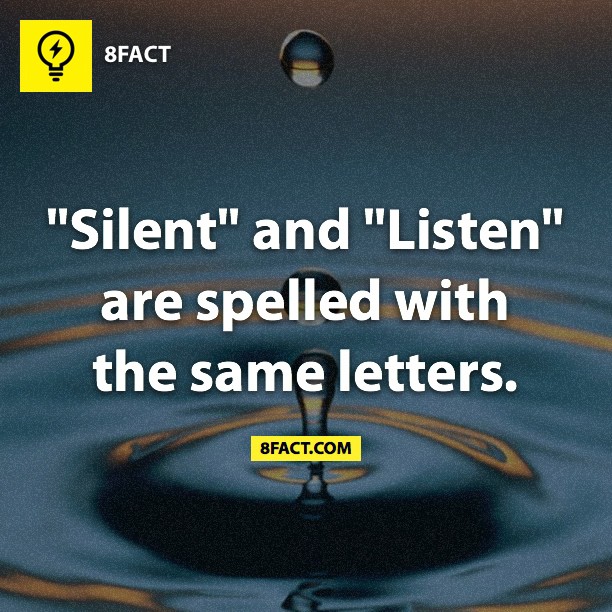 8FACT
"Silent" and "Listen"
are spelled with
the same letters.
8FACT.COM